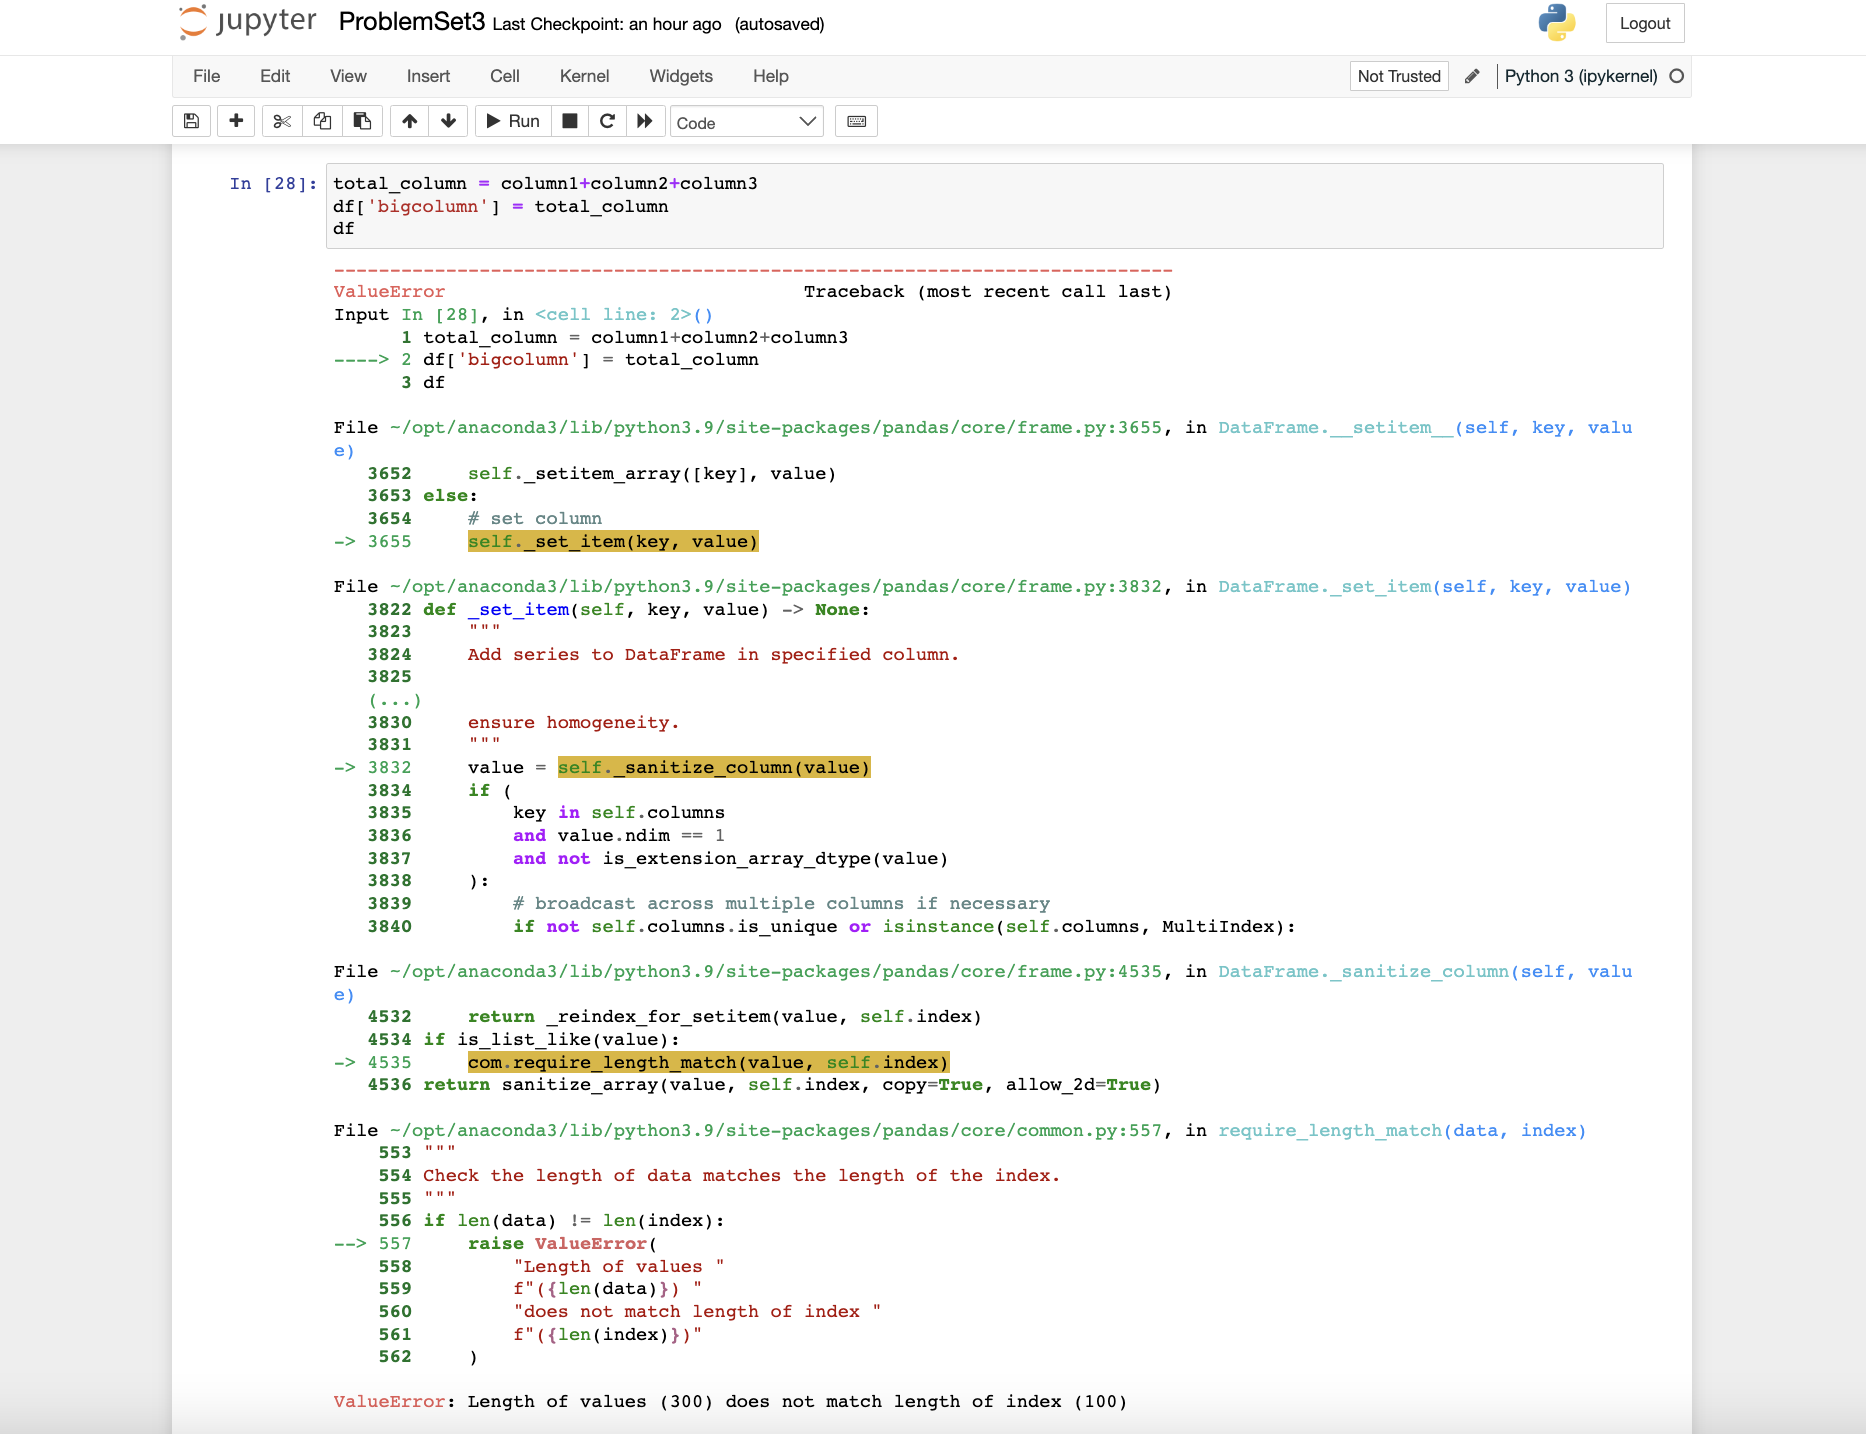 jupyter ProblemSet3 Last Checkpoint: an hour ago (autosaved) Logout
File Edit View Insert Cell Kernel Widgets Help Not Trusted Python 3 (ipykernel)
Run Code
In [28]: total_column = column1+column2+column3
df['bigcolumn'] = total_column
df
---------------------------------------------------------------------------
ValueError                                Traceback (most recent call last)
Input In [28], in <cell line: 2>()
      1 total_column = column1+column2+column3
----> 2 df['bigcolumn'] = total_column
      3 df
File ~/opt/anaconda3/lib/python3.9/site-packages/pandas/core/frame.py:3655, in DataFrame.__setitem__(self, key, valu
e)
   3652     self._setitem_array([key], value)
   3653 else:
   3654     # set column
-> 3655     self._set_item(key, value)
File ~/opt/anaconda3/lib/python3.9/site-packages/pandas/core/frame.py:3832, in DataFrame._set_item(self, key, value)
   3822 def _set_item(self, key, value) -> None:
   3823     """
   3824     Add series to DataFrame in specified column.
   3825
   (...)
   3830     ensure homogeneity.
   3831     """
-> 3832     value = self._sanitize_column(value)
   3834     if (
   3835         key in self.columns
   3836         and value.ndim == 1
   3837         and not is_extension_array_dtype(value)
   3838     ):
   3839         # broadcast across multiple columns if necessary
   3840         if not self.columns.is_unique or isinstance(self.columns, MultiIndex):
File ~/opt/anaconda3/lib/python3.9/site-packages/pandas/core/frame.py:4535, in DataFrame._sanitize_column(self, valu
e)
   4532     return _reindex_for_setitem(value, self.index)
   4534 if is_list_like(value):
-> 4535     com.require_length_match(value, self.index)
   4536 return sanitize_array(value, self.index, copy=True, allow_2d=True)
File ~/opt/anaconda3/lib/python3.9/site-packages/pandas/core/common.py:557, in require_length_match(data, index)
    553 """
    554 Check the length of data matches the length of the index.
    555 """
    556 if len(data) != len(index):
--> 557     raise ValueError(
    558         "Length of values "
    559         f"({len(data)}) "
    560         "does not match length of index "
    561         f"({len(index)})"
    562     )
ValueError: Length of values (300) does not match length of index (100)